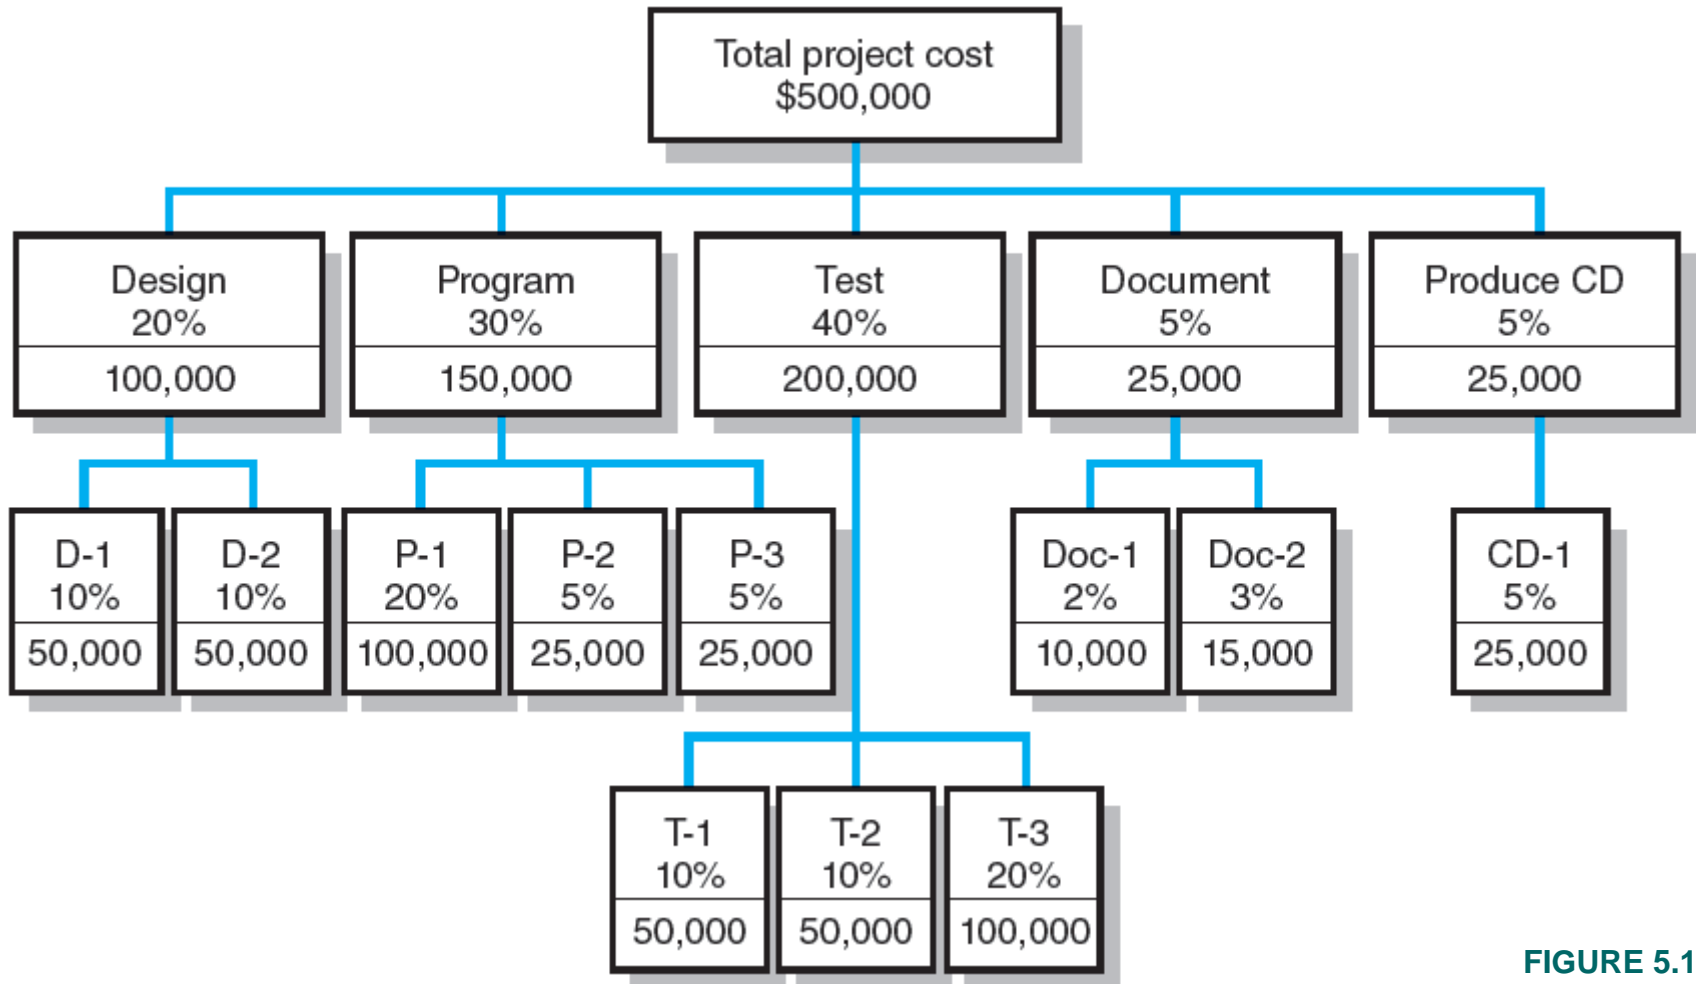 Total project cost
$500,000
Design
20%
100,000
Program
30%
150,000
Test
40%
200,000
Document
5%
25,000
Produce CD
5%
25,000
D-1
10%
50,000
D-2
10%
50,000
P-1
20%
100,000
P-2
5%
25,000
P-3
5%
25,000
Doc-1
2%
10,000
Doc-2
3%
15,000
CD-1
5%
25,000
T-1
10%
50,000
T-2
10%
50,000
T-3
20%
100,000
FIGURE 5.1